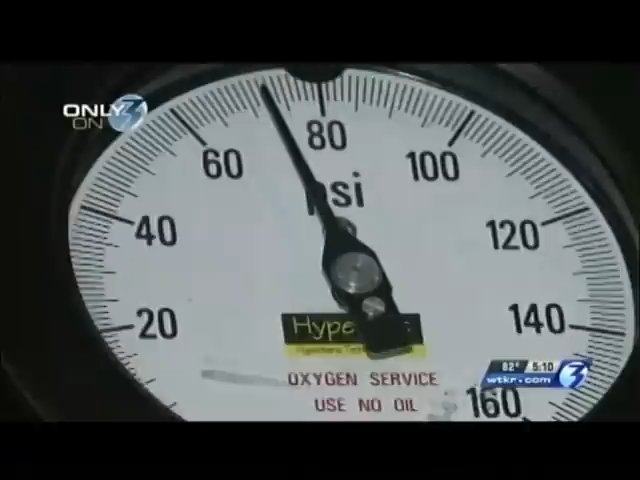 ONLY 3
ON
80
60
100
psi
40
120
20
140
OXYGEN SERVICE
USE NO OIL
160
82° 5:10
wtkr.com 3